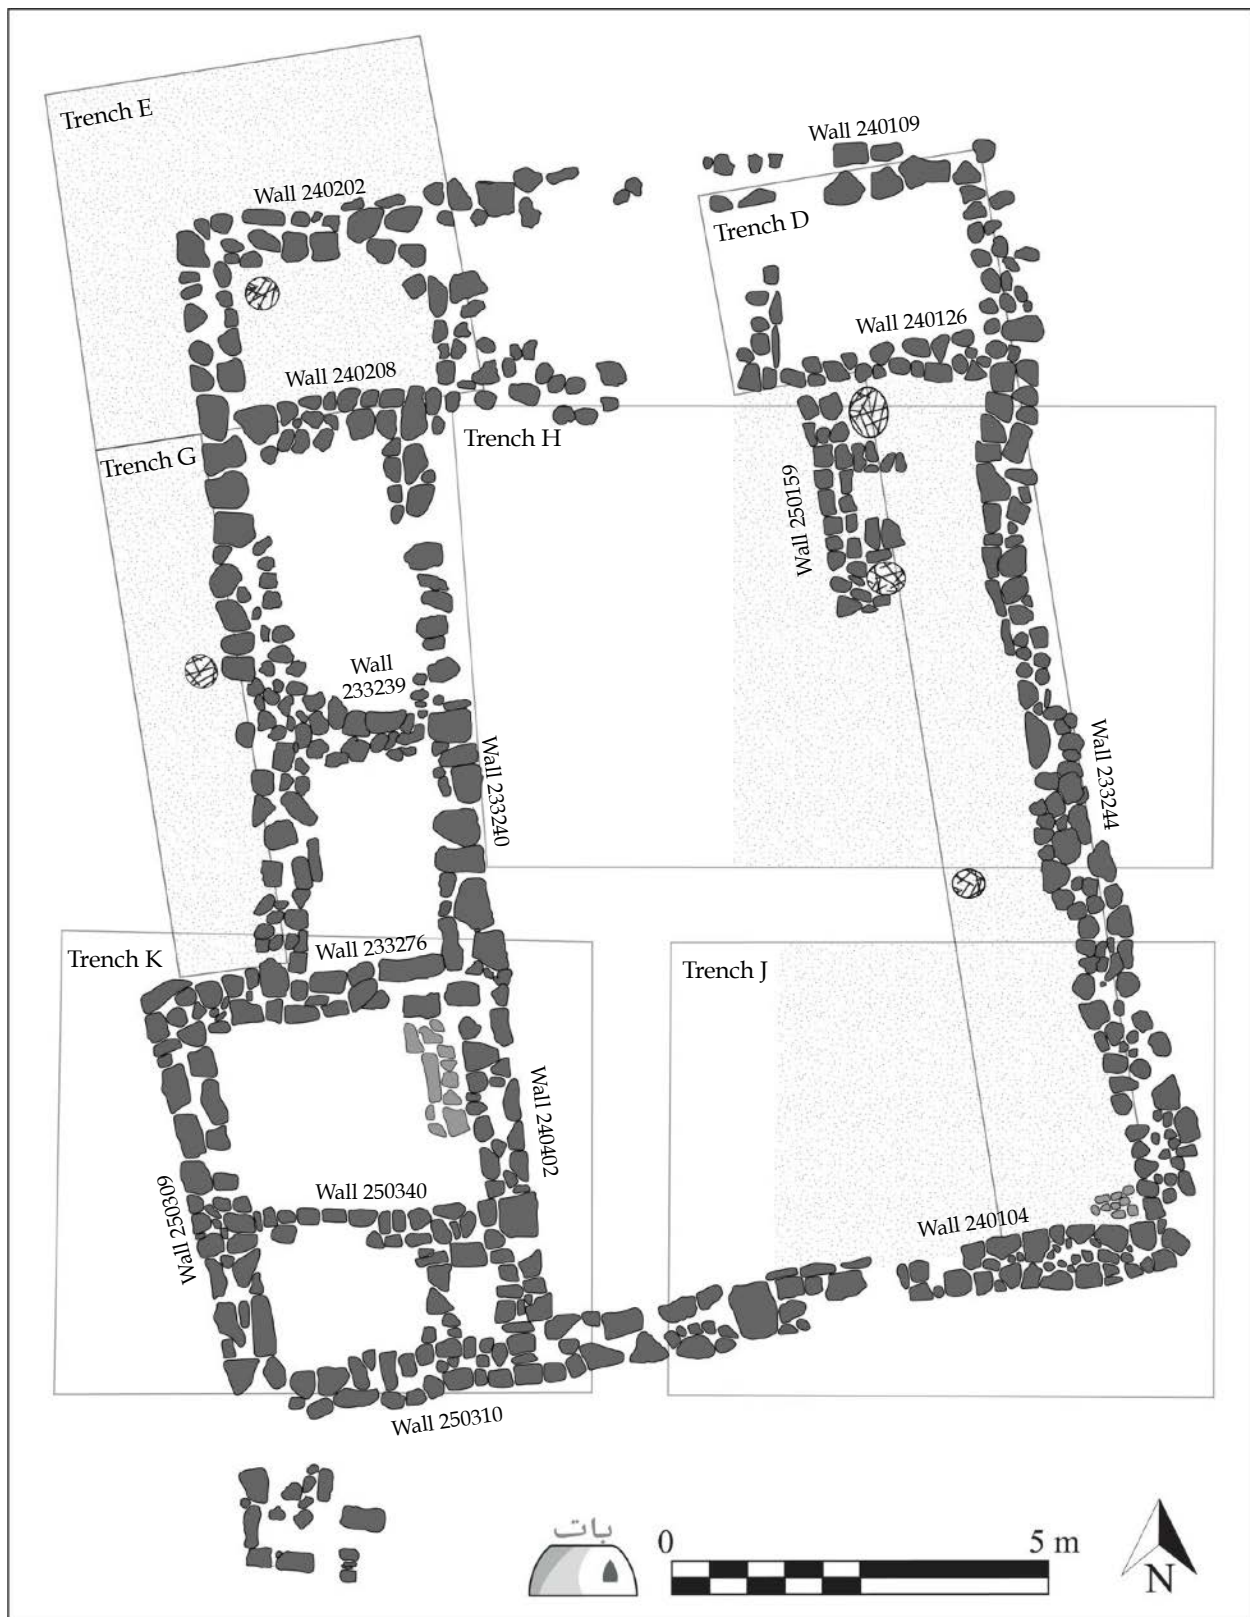 Trench E
Wall 240109
Wall 240202
Trench D
Wall 240126
Wall 240208
Trench H
Trench G
Wall 250159
Wall
233239
Wall 233240
Wall 233244
Trench K
Wall 233276
Trench J
Wall 240402
Wall 250309
Wall 250340
Wall 240104
Wall 250310
بات
0
5 m
N